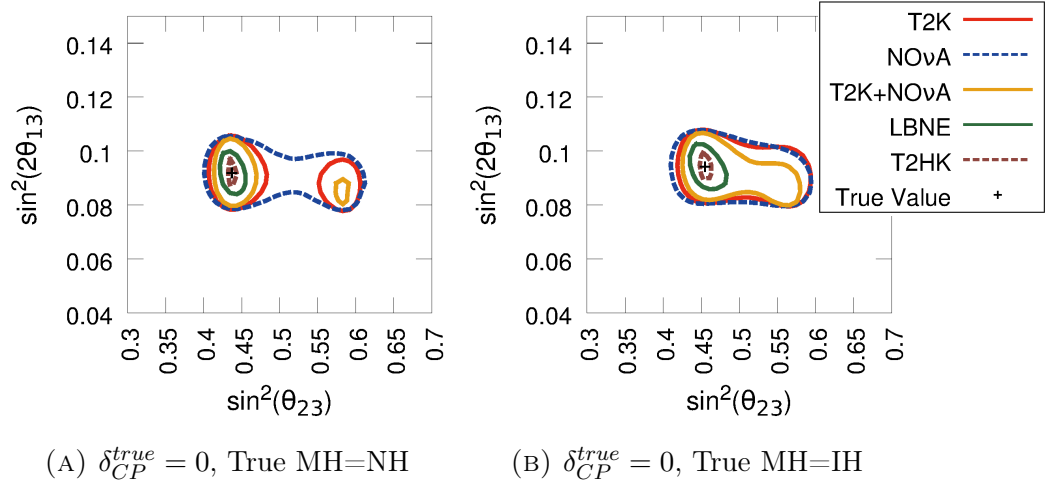 0.14
0.12
0.1
0.08
0.06
0.04
sin²(2θ₁₃)
0.3
0.35
0.4
0.45
0.5
0.55
0.6
0.65
0.7
sin²(θ₂₃)
(A) δ_{CP}^{true} = 0, True MH=NH
0.14
0.12
0.1
0.08
0.06
0.04
sin²(2θ₁₃)
0.3
0.35
0.4
0.45
0.5
0.55
0.6
0.65
0.7
sin²(θ₂₃)
(B) δ_{CP}^{true} = 0, True MH=IH
T2K
NOνA
T2K+NOνA
LBNE
T2HK
True Value